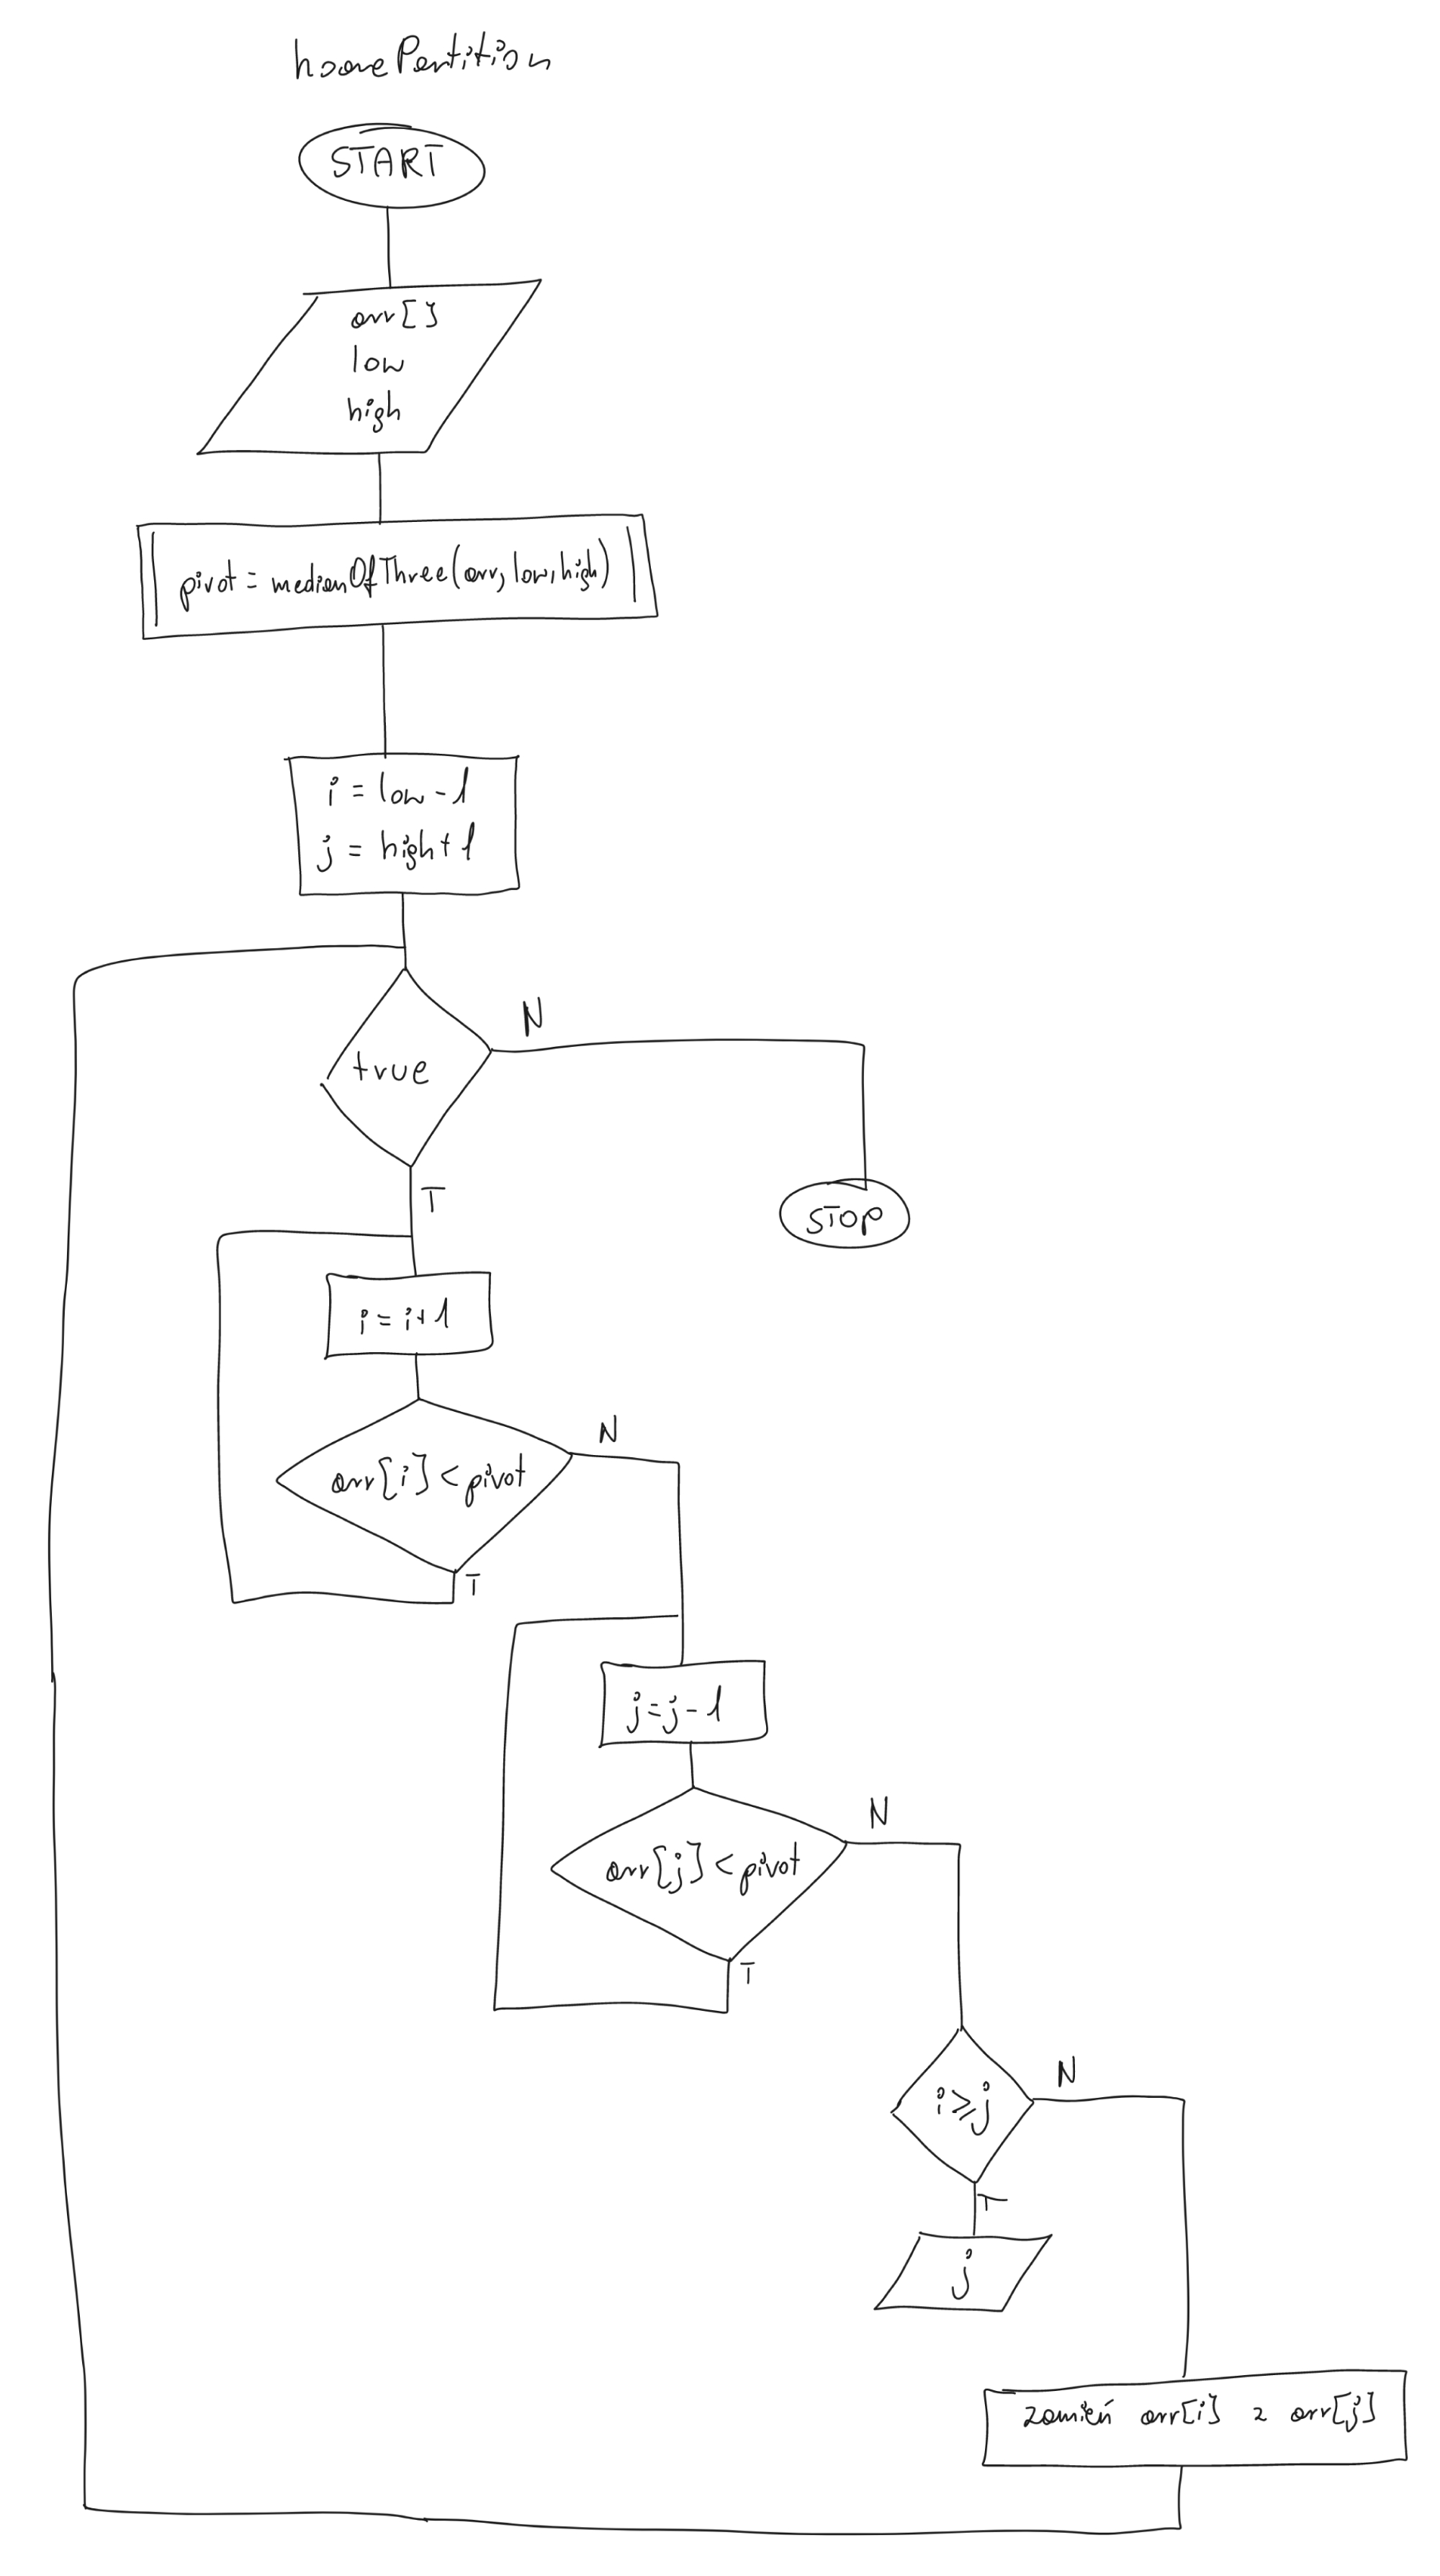 hoarePartition
START
arr[]
low
high
pivot = medianOfThree(arr, low, high)
i = low - 1
j = high + 1
true
N
T
STOP
i = i + 1
arr[i] < pivot
N
T
j = j - 1
arr[j] < pivot
N
T
i ≥ j
N
T
j
zamień arr[i] z arr[j]